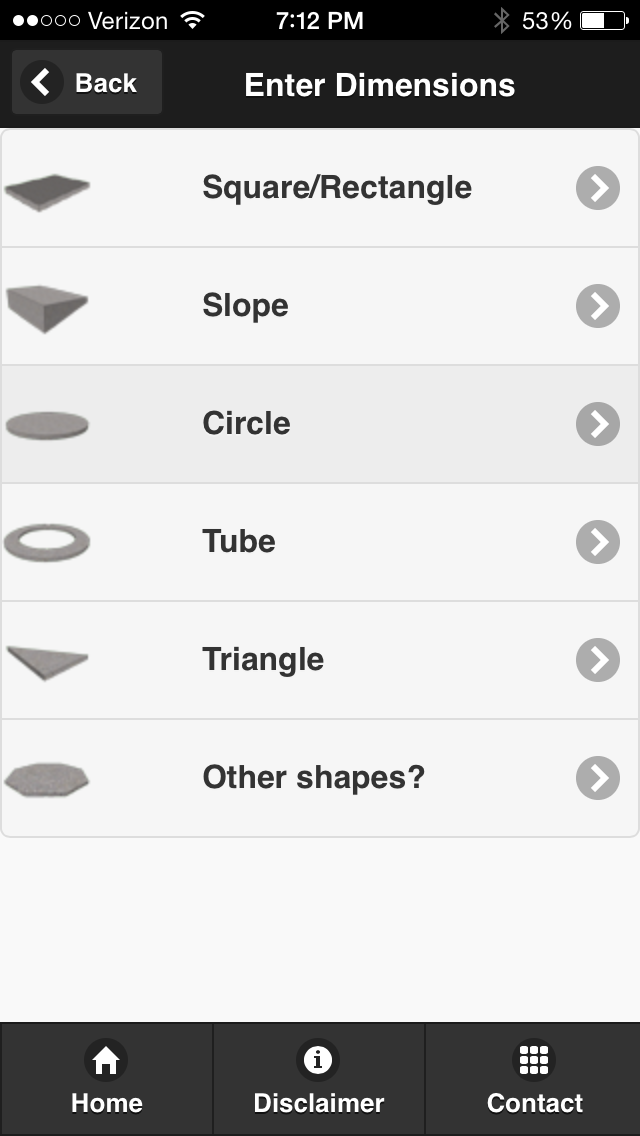 Verizon 7:12 PM 53%
Back Enter Dimensions
Square/Rectangle
Slope
Circle
Tube
Triangle
Other shapes?
Home Disclaimer Contact